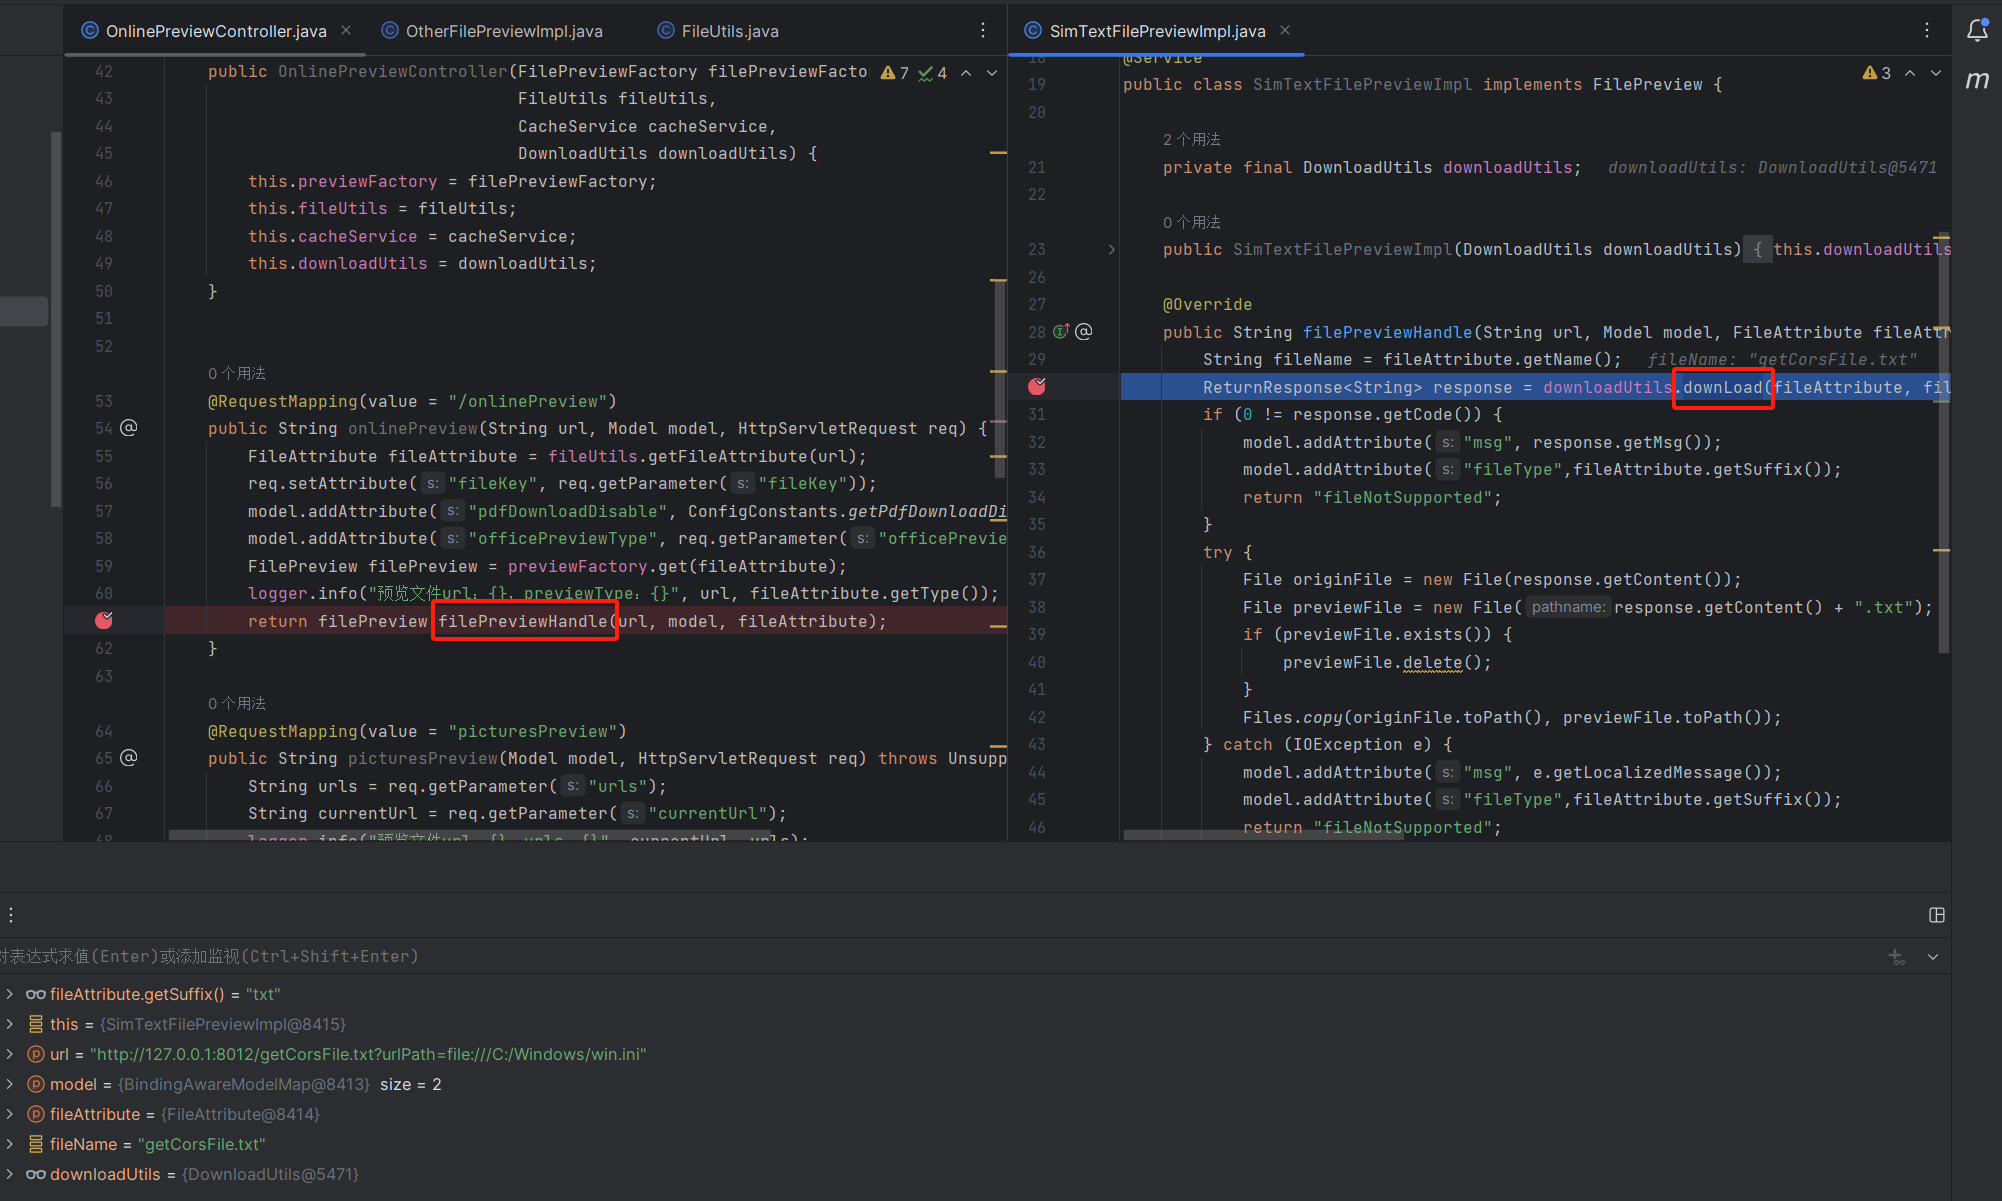 OnlinePreviewController.java
OtherFilePreviewImpl.java
FileUtils.java
42 public OnlinePreviewController(FilePreviewFactory filePreviewFacto 7 4
43 FileUtils fileUtils,
44 CacheService cacheService,
45 DownloadUtils downloadUtils) {
46 this.previewFactory = filePreviewFactory;
47 this.fileUtils = fileUtils;
48 this.cacheService = cacheService;
49 this.downloadUtils = downloadUtils;
50 }
51
52
0 个用法
53 @RequestMapping(value = "/onlinePreview")
54 public String onlinePreview(String url, Model model, HttpServletRequest req) {
55 FileAttribute fileAttribute = fileUtils.getFileAttribute(url);
56 req.setAttribute( s: "fileKey", req.getParameter( s: "fileKey"));
57 model.addAttribute( s: "pdfDownloadDisable", ConfigConstants.getPdfDownloadDi
58 model.addAttribute( s: "officePreviewType", req.getParameter( s: "officePrevie
59 FilePreview filePreview = previewFactory.get(fileAttribute);
60 logger.info("预览文件url：{}，previewType：{}", url, fileAttribute.getType());
return filePreview.filePreviewHandle(url, model, fileAttribute);
62 }
63
0 个用法
64 @RequestMapping(value = "picturesPreview")
65 public String picturesPreview(Model model, HttpServletRequest req) throws Unsupp
66 String urls = req.getParameter( s: "urls");
67 String currentUrl = req.getParameter( s: "currentUrl");
68 logger.info("预览文件url：{}，urls：{}", currentUrl, urls);
SimTextFilePreviewImpl.java
18 @Service
19 public class SimTextFilePreviewImpl implements FilePreview { 3
20
2 个用法
21 private final DownloadUtils downloadUtils; downloadUtils: DownloadUtils@5471
22
0 个用法
23 public SimTextFilePreviewImpl(DownloadUtils downloadUtils) { this.downloadUtils
26
27 @Override
28 public String filePreviewHandle(String url, Model model, FileAttribute fileAttr
29 String fileName = fileAttribute.getName(); fileName: "getCorsFile.txt"
ReturnResponse<String> response = downloadUtils.downLoad(fileAttribute, fil
31 if (0 != response.getCode()) {
32 model.addAttribute( s: "msg", response.getMsg());
33 model.addAttribute( s: "fileType",fileAttribute.getSuffix());
34 return "fileNotSupported";
35 }
36 try {
37 File originFile = new File(response.getContent());
38 File previewFile = new File( pathname: response.getContent() + ".txt");
39 if (previewFile.exists()) {
40 previewFile.delete();
41 }
42 Files.copy(originFile.toPath(), previewFile.toPath());
43 } catch (IOException e) {
44 model.addAttribute( s: "msg", e.getLocalizedMessage());
45 model.addAttribute( s: "fileType",fileAttribute.getSuffix());
46 return "fileNotSupported";
m
对表达式求值(Enter)或添加监视(Ctrl+Shift+Enter)
fileAttribute.getSuffix() = "txt"
this = {SimTextFilePreviewImpl@8415}
url = "http://127.0.0.1:8012/getCorsFile.txt?urlPath=file:///C:/Windows/win.ini"
model = {BindingAwareModelMap@8413} size = 2
fileAttribute = {FileAttribute@8414}
fileName = "getCorsFile.txt"
downloadUtils = {DownloadUtils@5471}